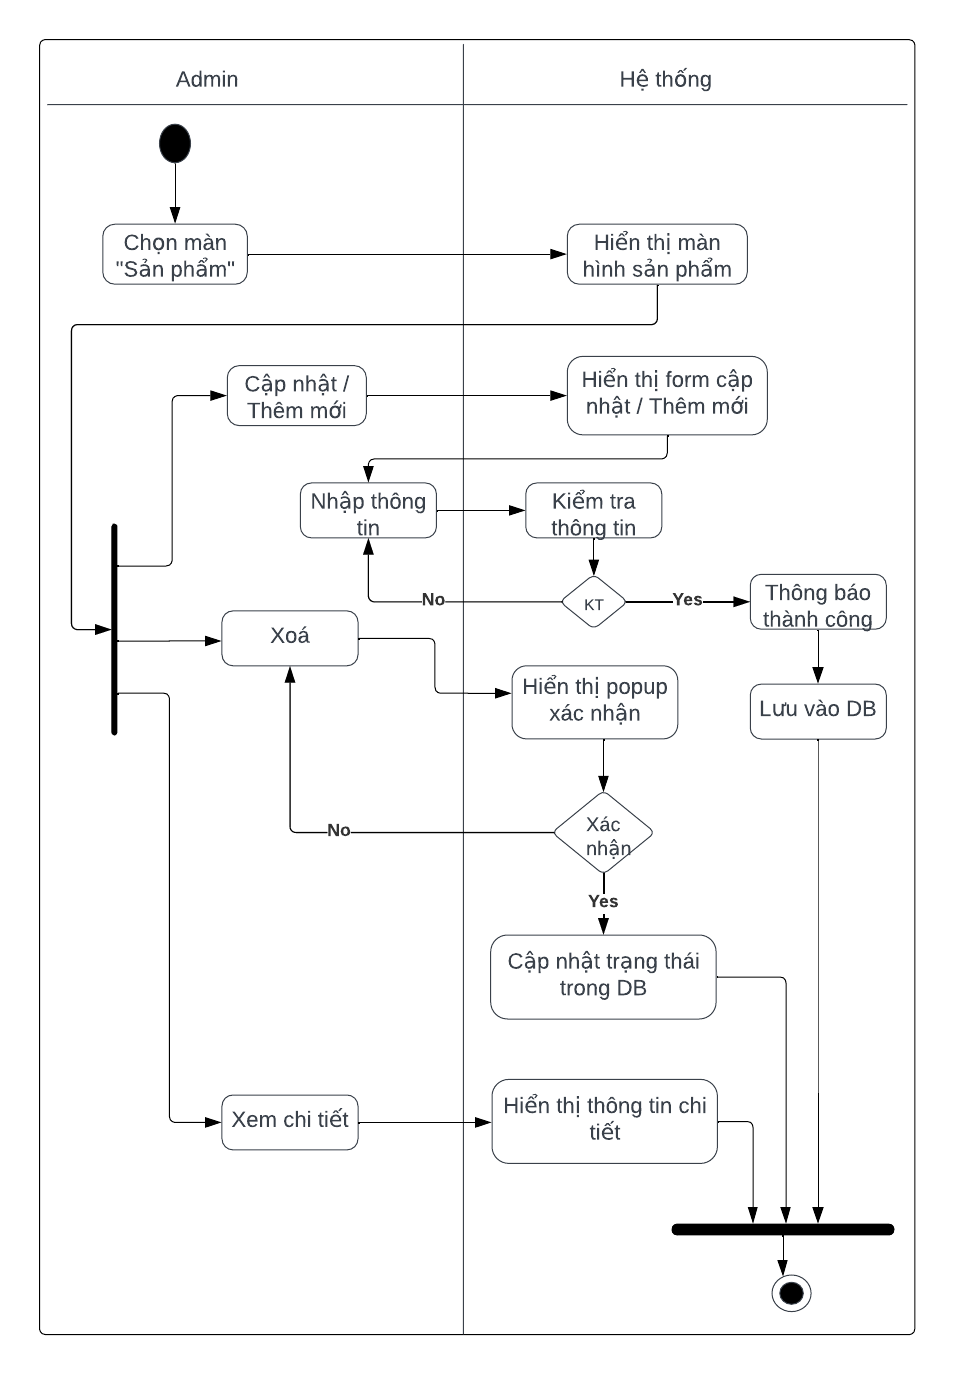 Admin
Hệ thống
Chọn màn
"Sản phẩm"
Hiển thị màn
hình sản phẩm
Cập nhật /
Thêm mới
Hiển thị form cập
nhật / Thêm mới
Nhập thông
tin
Kiểm tra
thông tin
No
KT
Yes
Thông báo
thành công
Xoá
Hiển thị popup
xác nhận
Lưu vào DB
No
Xác
nhận
Yes
Cập nhật trạng thái
trong DB
Xem chi tiết
Hiển thị thông tin chi
tiết